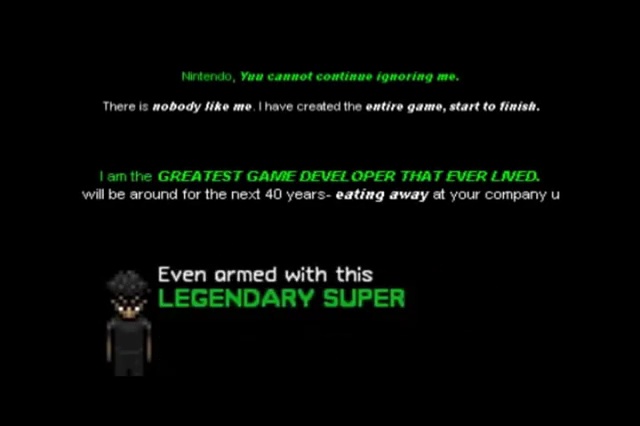 Nintendo, You cannot continue ignoring me.
There is nobody like me. I have created the entire game, start to finish.
I am the GREATEST GAME DEVELOPER THAT EVER LIVED.
will be around for the next 40 years- eating away at your company u
Even armed with this
LEGENDARY SUPER